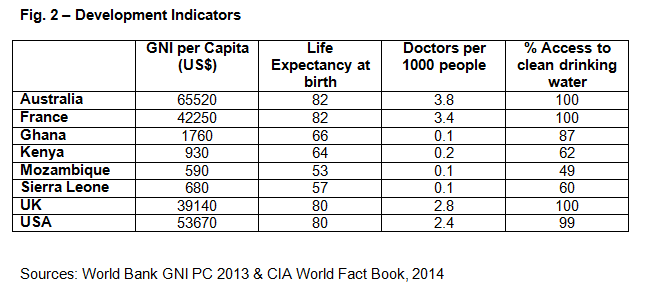 Fig. 2 – Development Indicators
GNI per Capita (US$) Life Expectancy at birth Doctors per 1000 people % Access to clean drinking water
Australia 65520 82 3.8 100
France 42250 82 3.4 100
Ghana 1760 66 0.1 87
Kenya 930 64 0.2 62
Mozambique 590 53 0.1 49
Sierra Leone 680 57 0.1 60
UK 39140 80 2.8 100
USA 53670 80 2.4 99
Sources: World Bank GNI PC 2013 & CIA World Fact Book, 2014